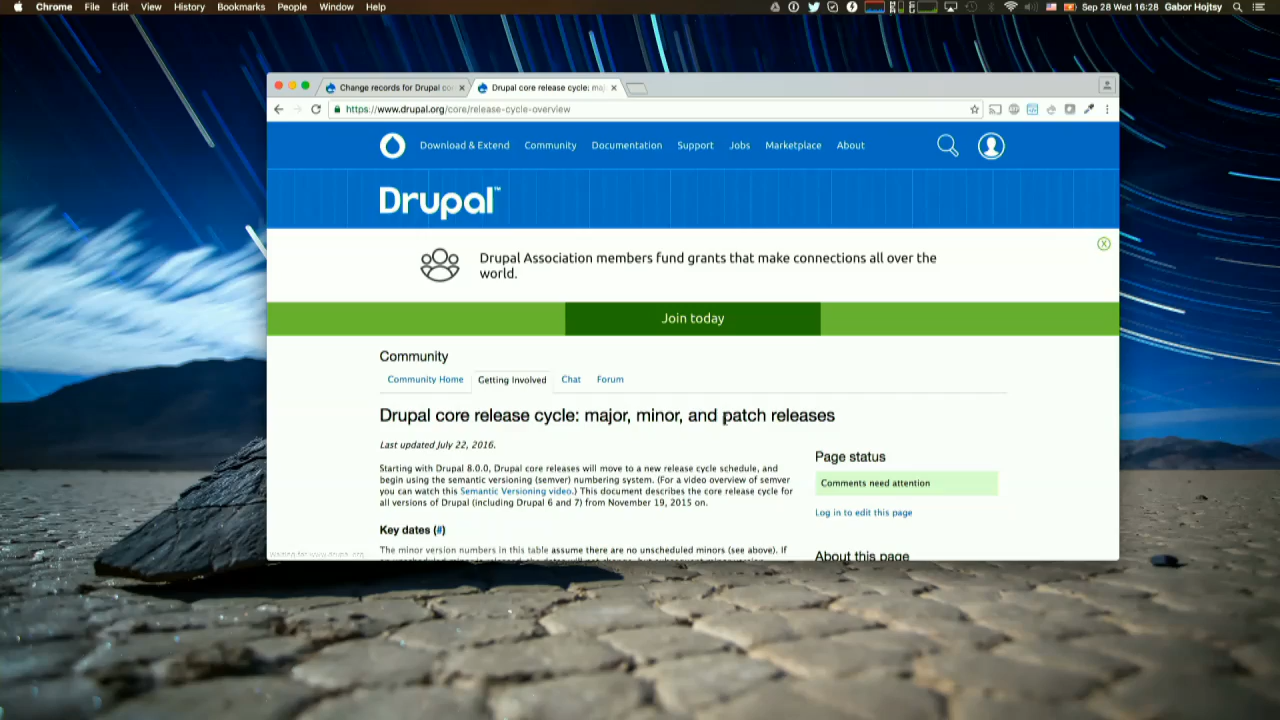 Chrome File Edit View History Bookmarks People Window Help
Sep 28 Wed 16:28 Gabor Hojtsy
Change records for Drupal co
Drupal core release cycle: maj
https://www.drupal.org/core/release-cycle-overview
Download & Extend Community Documentation Support Jobs Marketplace About
Drupal™
Drupal Association members fund grants that make connections all over the
world.
Join today
Community
Community Home Getting Involved Chat Forum
Drupal core release cycle: major, minor, and patch releases
Last updated July 22, 2016.
Starting with Drupal 8.0.0, Drupal core releases will move to a new release cycle schedule, and
begin using the semantic versioning (semver) numbering system. (For a video overview of semver
you can watch this Semantic Versioning video.) This document describes the core release cycle for
all versions of Drupal (including Drupal 6 and 7) from November 19, 2015 on.
Key dates (#)
The minor version numbers in this table assume there are no unscheduled minors (see above). If
Page status
Comments need attention
Log in to edit this page
About this page
Waiting for www.drupal.org